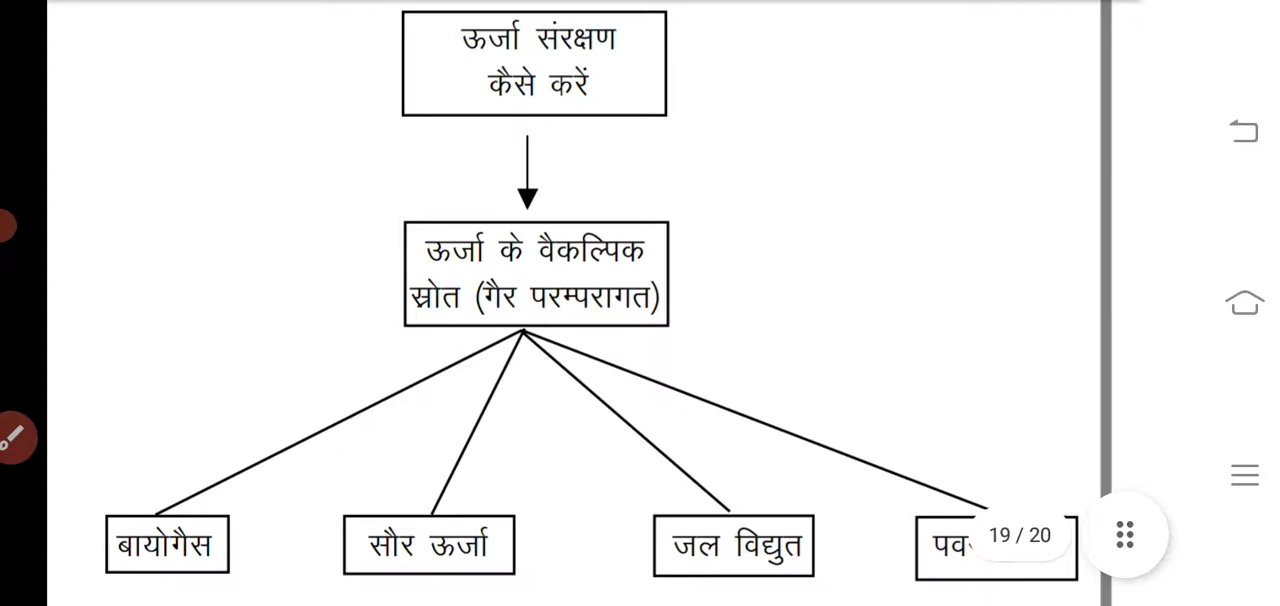 ऊर्जा संरक्षण
कैसे करें
ऊर्जा के वैकल्पिक
स्रोत (गैर परम्परागत)
बायोगैस
सौर ऊर्जा
जल विद्युत
19 / 20